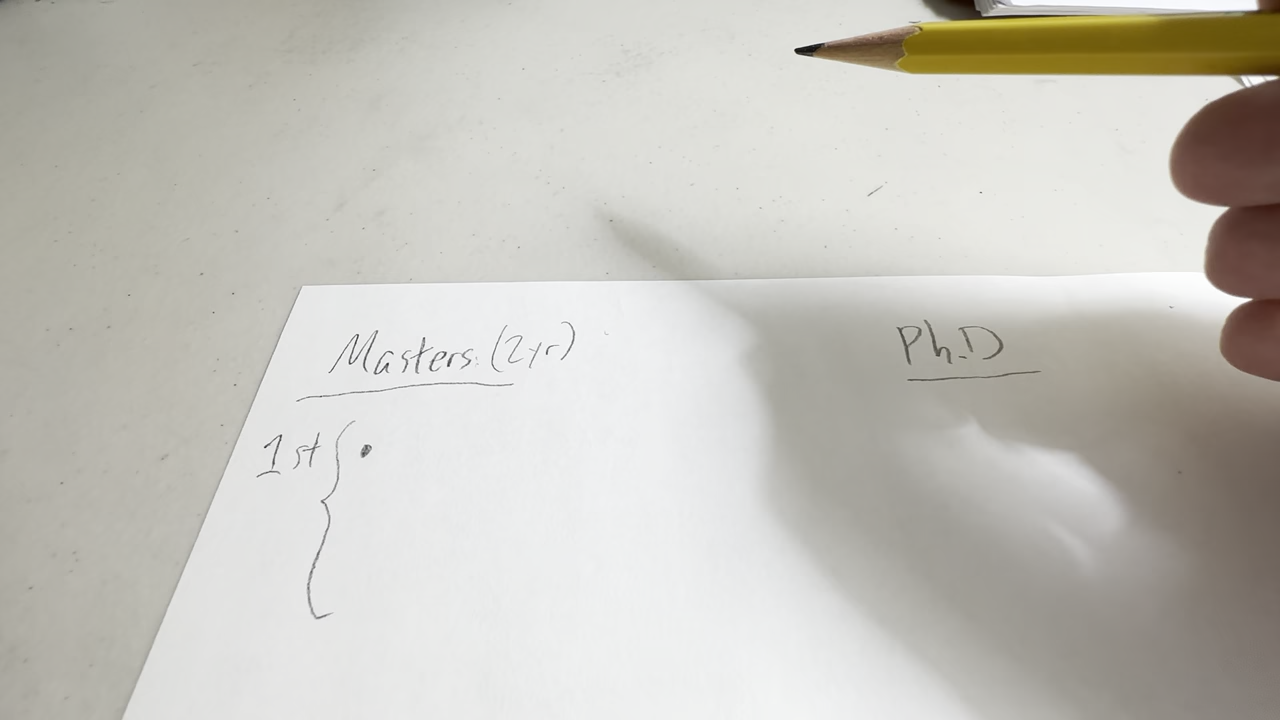 Masters (2yr)
Ph.D
1st { •